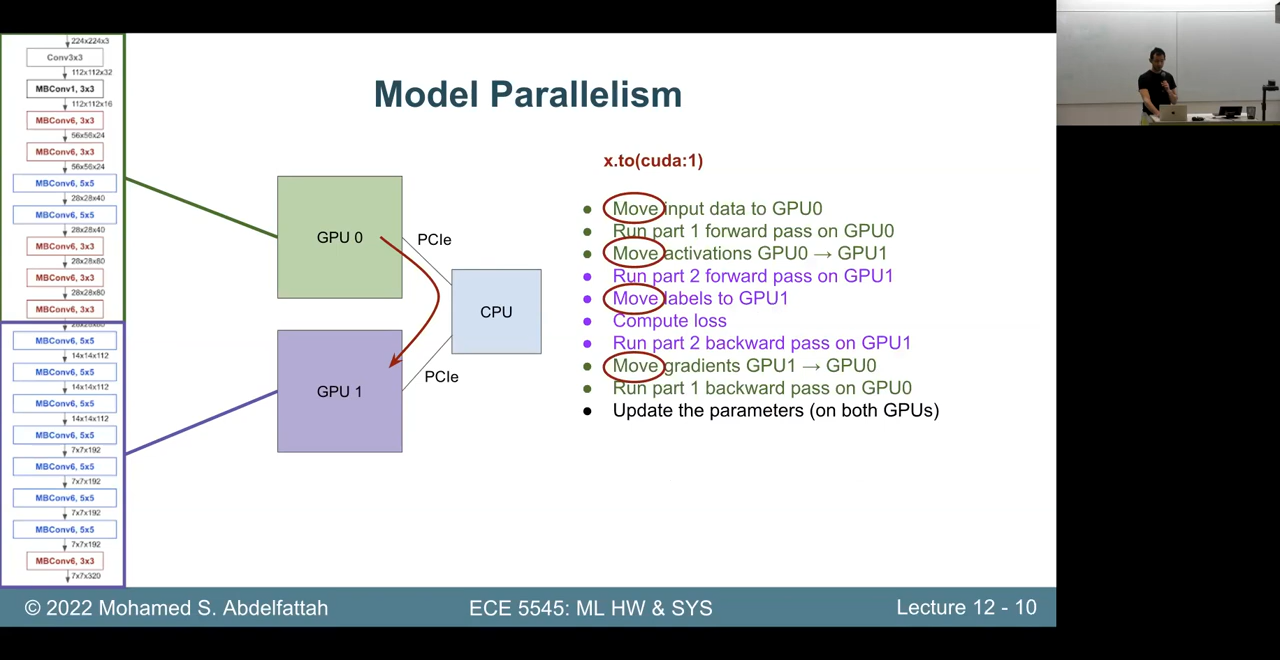 Model Parallelism
224x224x3
Conv3x3
112x112x32
MBConv1, 3x3
112x112x16
MBConv6, 3x3
56x56x24
MBConv6, 3x3
56x56x24
MBConv6, 5x5
28x28x40
MBConv6, 5x5
28x28x40
MBConv6, 3x3
28x28x80
MBConv6, 3x3
28x28x80
MBConv6, 3x3
28x28x80
MBConv6, 5x5
14x14x112
MBConv6, 5x5
14x14x112
MBConv6, 5x5
14x14x112
MBConv6, 5x5
7x7x192
MBConv6, 5x5
7x7x192
MBConv6, 5x5
7x7x192
MBConv6, 5x5
7x7x192
MBConv6, 3x3
7x7x320
GPU 0
PCIe
CPU
GPU 1
PCIe
x.to(cuda:1)
● Move input data to GPU0
● Run part 1 forward pass on GPU0
● Move activations GPU0 → GPU1
● Run part 2 forward pass on GPU1
● Move labels to GPU1
● Compute loss
● Run part 2 backward pass on GPU1
● Move gradients GPU1 → GPU0
● Run part 1 backward pass on GPU0
● Update the parameters (on both GPUs)
© 2022 Mohamed S. Abdelfattah
ECE 5545: ML HW & SYS
Lecture 12 - 10